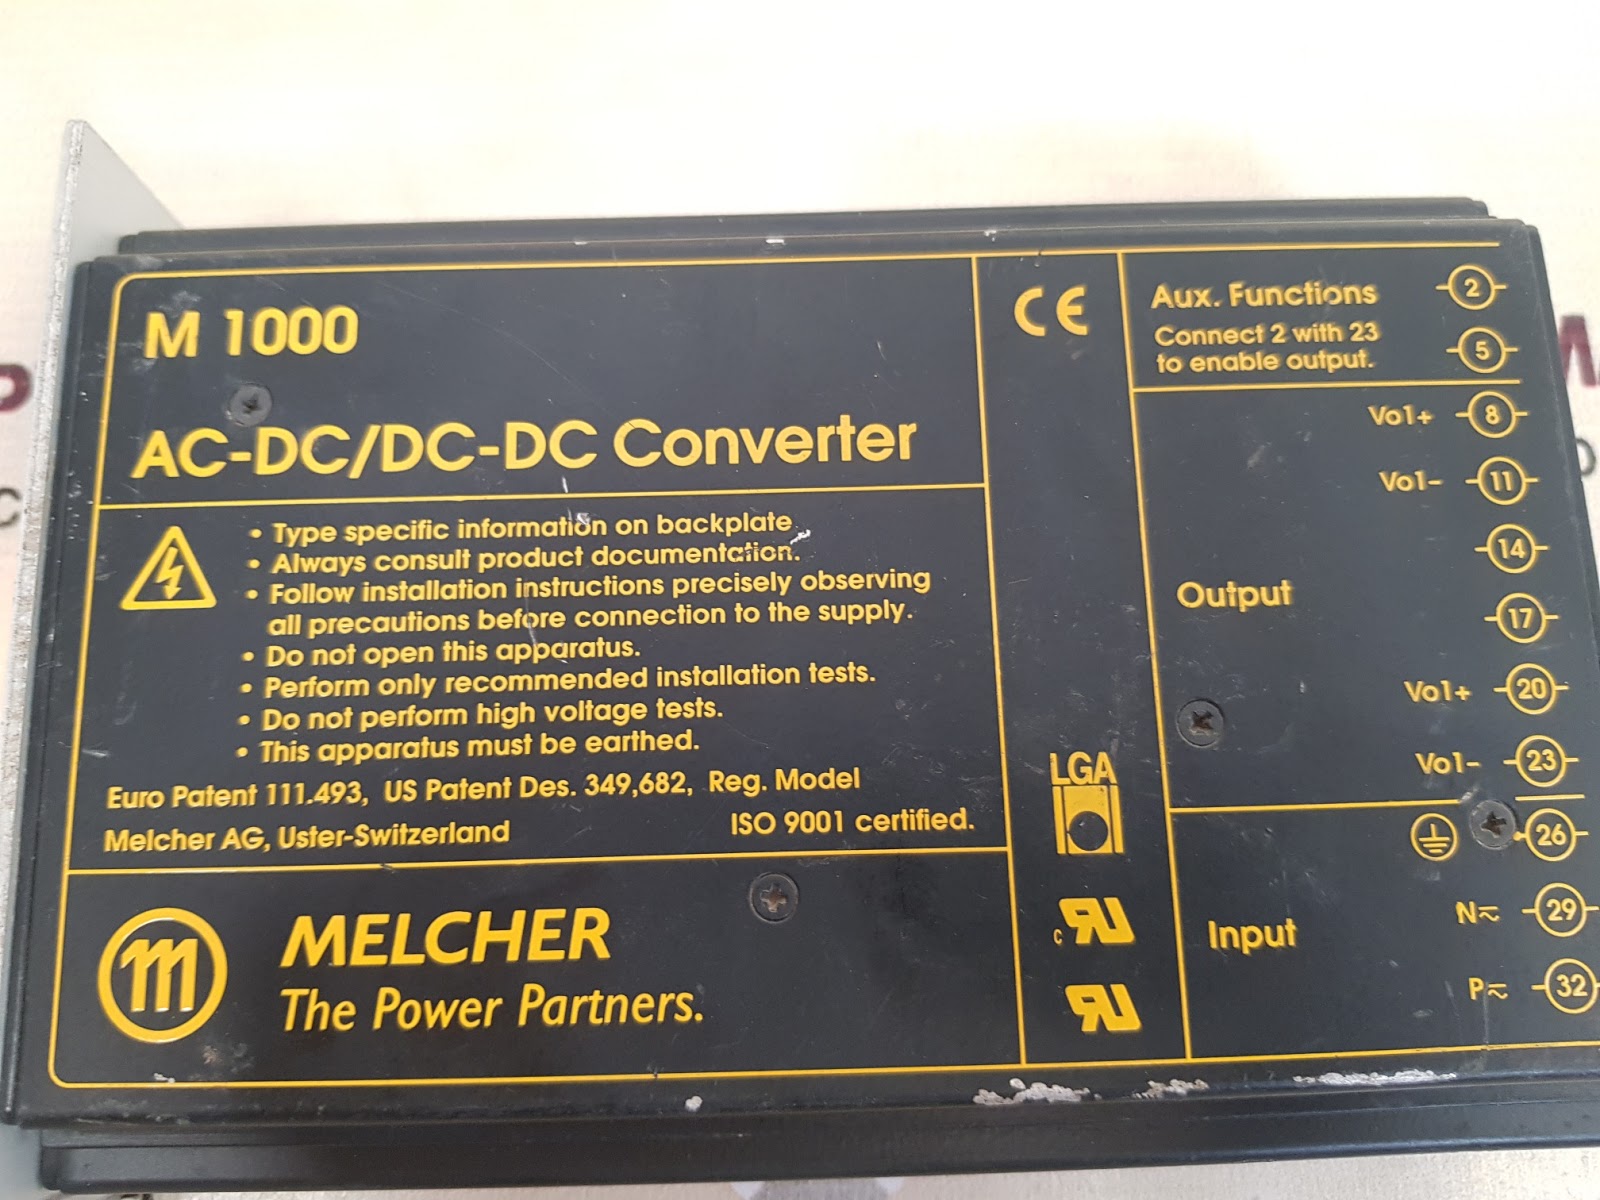 M 1000
AC-DC/DC-DC Converter
• Type specific information on backplate.
• Always consult product documentation.
• Follow installation instructions precisely observing
all precautions before connection to the supply.
• Do not open this apparatus.
• Perform only recommended installation tests.
• Do not perform high voltage tests.
• This apparatus must be earthed.
Euro Patent 111.493, US Patent Des. 349,682, Reg. Model
Melcher AG, Uster-Switzerland ISO 9001 certified.
m MELCHER
The Power Partners.
CE
LGA
c RU
RU
Aux. Functions 2
Connect 2 with 23
to enable output. 5
Vo1+ 8
Vo1- 11
14
Output
17
Vo1+ 20
Vo1- 23
26
N≂ 29
Input
P≂ 32